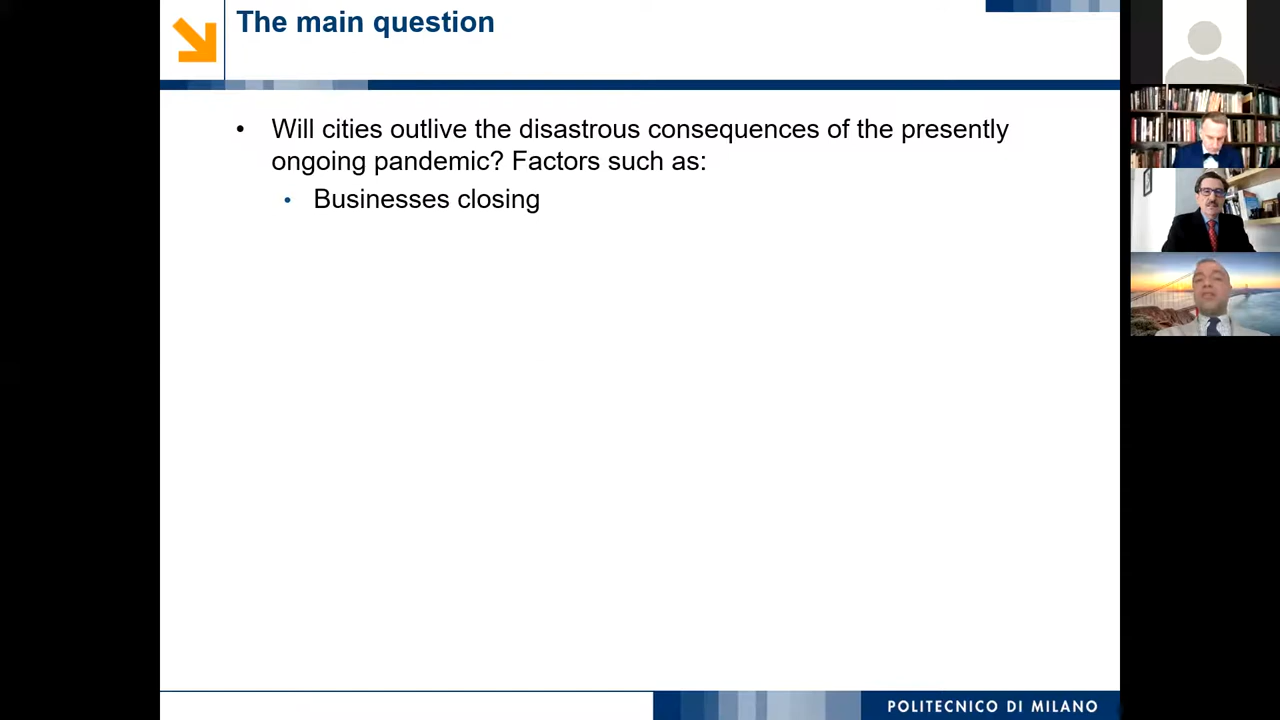 The main question
• Will cities outlive the disastrous consequences of the presently
ongoing pandemic? Factors such as:
• Businesses closing
POLITECNICO DI MILANO